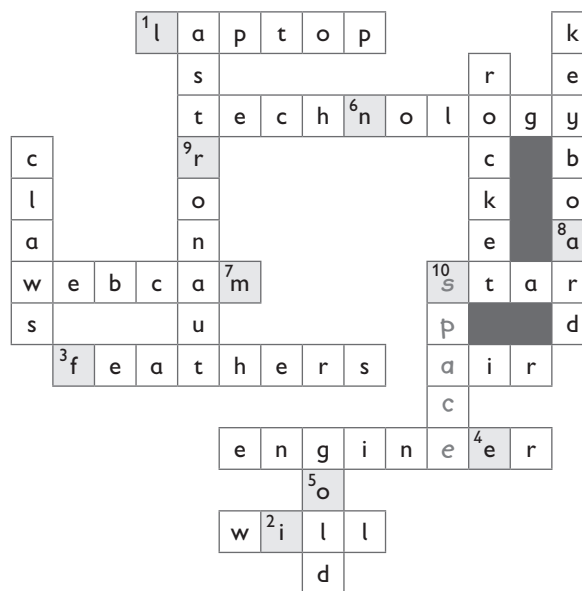 1 l a p t o p k
s r e
t e c h 6 n o l o g y
c 9 r c b
l o k o
a n e 8 a
w e b c a 7 m 10 s t a r
s u p d
3 f e a t h e r s a i r
c
e n g i n e 4 e r
5 o
w 2 i l l
d